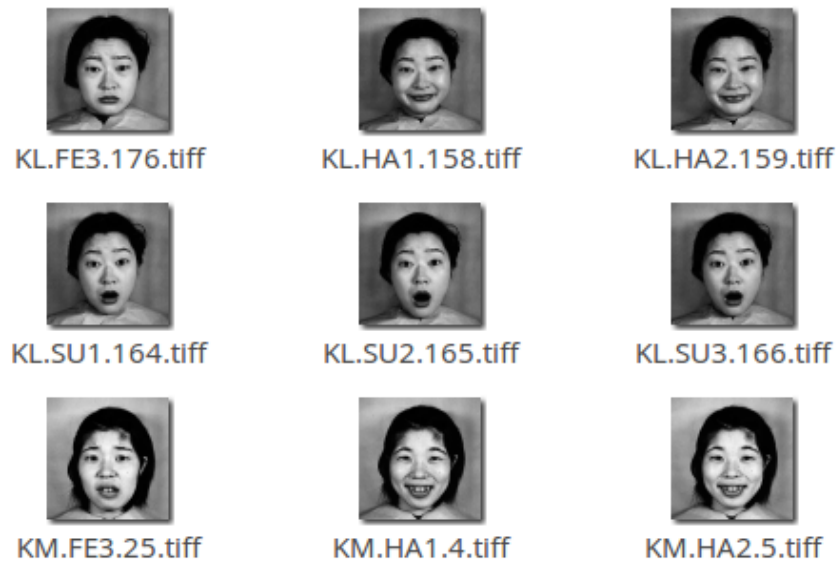 KL.FE3.176.tiff
KL.HA1.158.tiff
KL.HA2.159.tiff
KL.SU1.164.tiff
KL.SU2.165.tiff
KL.SU3.166.tiff
KM.FE3.25.tiff
KM.HA1.4.tiff
KM.HA2.5.tiff